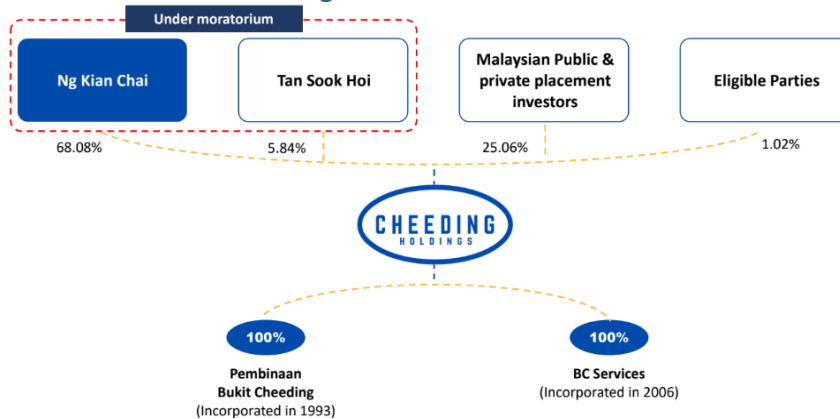 Under moratorium
Ng Kian Chai
Tan Sook Hoi
Malaysian Public &
private placement
investors
Eligible Parties
68.08%
5.84%
25.06%
1.02%
CHEEDING
HOLDINGS
100%
100%
Pembinaan
Bukit Cheeding
(Incorporated in 1993)
BC Services
(Incorporated in 2006)